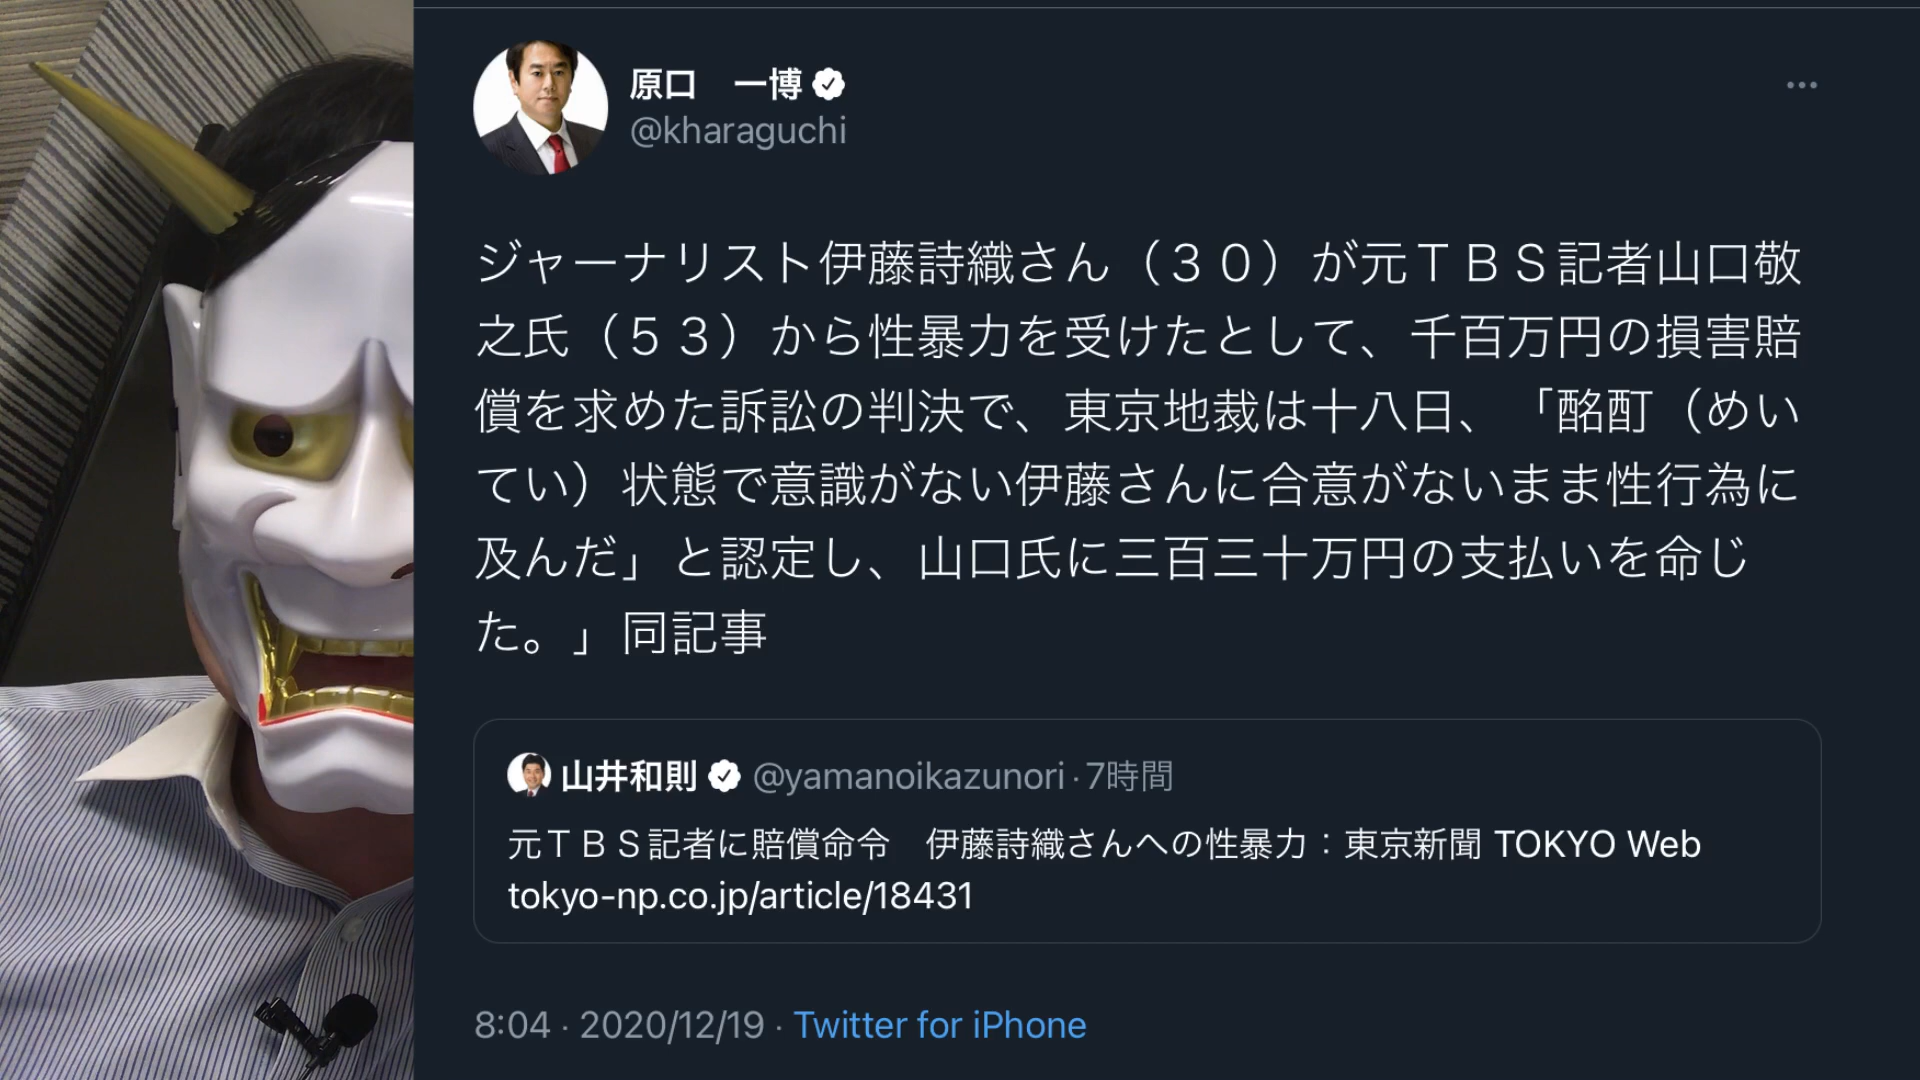 原口　一博
@kharaguchi
ジャーナリスト伊藤詩織さん（３０）が元ＴＢＳ記者山口敬
之氏（５３）から性暴力を受けたとして、千百万円の損害賠
償を求めた訴訟の判決で、東京地裁は十八日、「酩酊（めい
てい）状態で意識がない伊藤さんに合意がないまま性行為に
及んだ」と認定し、山口氏に三百三十万円の支払いを命じ
た。」同記事
山井和則 @yamanoikazunori · 7時間
元ＴＢＳ記者に賠償命令　伊藤詩織さんへの性暴力：東京新聞 TOKYO Web
tokyo-np.co.jp/article/18431
8:04 · 2020/12/19 · Twitter for iPhone